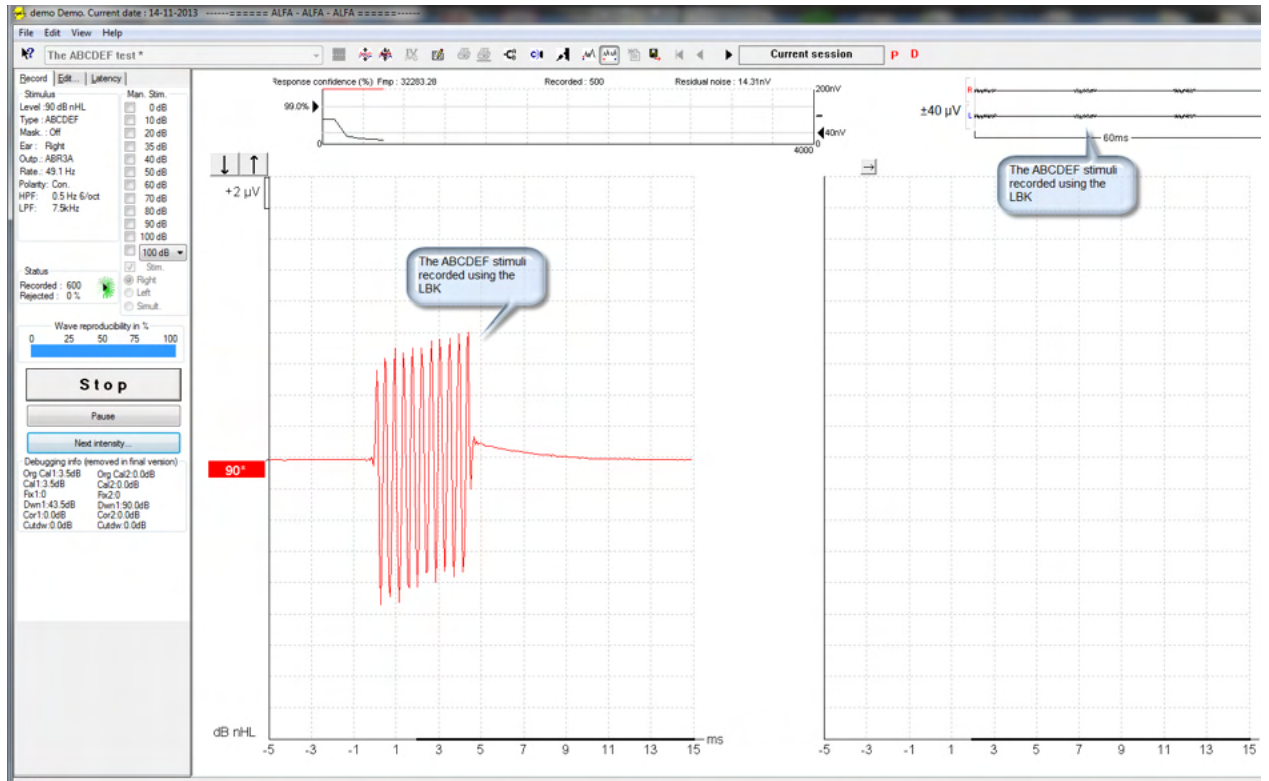 demo Demo. Current date : 14-11-2013 ------====== ALFA - ALFA - ALFA ======------
File Edit View Help
The ABCDEF test *
Current session
P D
Record Edit... Latency
Stimulus
Level :90 dB nHL
Type : ABCDEF
Mask. : Off
Ear : Right
Outp.: ABR3A
Rate.: 49.1 Hz
Polarity: Con.
HPF: 0.5 Hz 6/oct
LPF: 7.5kHz
Man. Stim.
0 dB
10 dB
20 dB
35 dB
40 dB
50 dB
60 dB
70 dB
80 dB
90 dB
100 dB
100 dB
Stim.
Right
Left
Simult.
Status
Recorded : 600
Rejected : 0 %
Wave reproducibility in %
0 25 50 75 100
Stop
Pause
Next intensity...
Debugging info (removed in final version)
Org Cal1:3.5dB Org Cal2:0.0dB
Cal1:3.5dB Cal2:0.0dB
Fix1:0 Fix2:0
Dwn1:43.5dB Dwn1:90.0dB
Cor1:0.0dB Cor2:0.0dB
Cutdw:0.0dB Cutdw:0.0dB
Response confidence (%) Fmp : 32283.28 Recorded : 500 Residual noise : 14.31nV
200nV
99.0%
40nV
0 4000 0
R
±40 µV
L
60ms
The ABCDEF stimuli
recorded using the
LBK
+2 µV
The ABCDEF stimuli
recorded using the
LBK
90*
dB nHL
ms
-5 -3 -1 1 3 5 7 9 11 13 15
-5 -3 -1 1 3 5 7 9 11 13 15